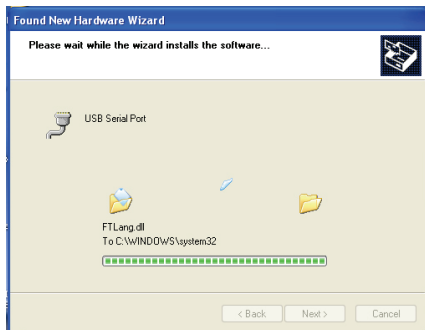 Found New Hardware Wizard
Please wait while the wizard installs the software...
USB Serial Port
FTLang.dll
To C:\WINDOWS\system32
< Back
Next >
Cancel